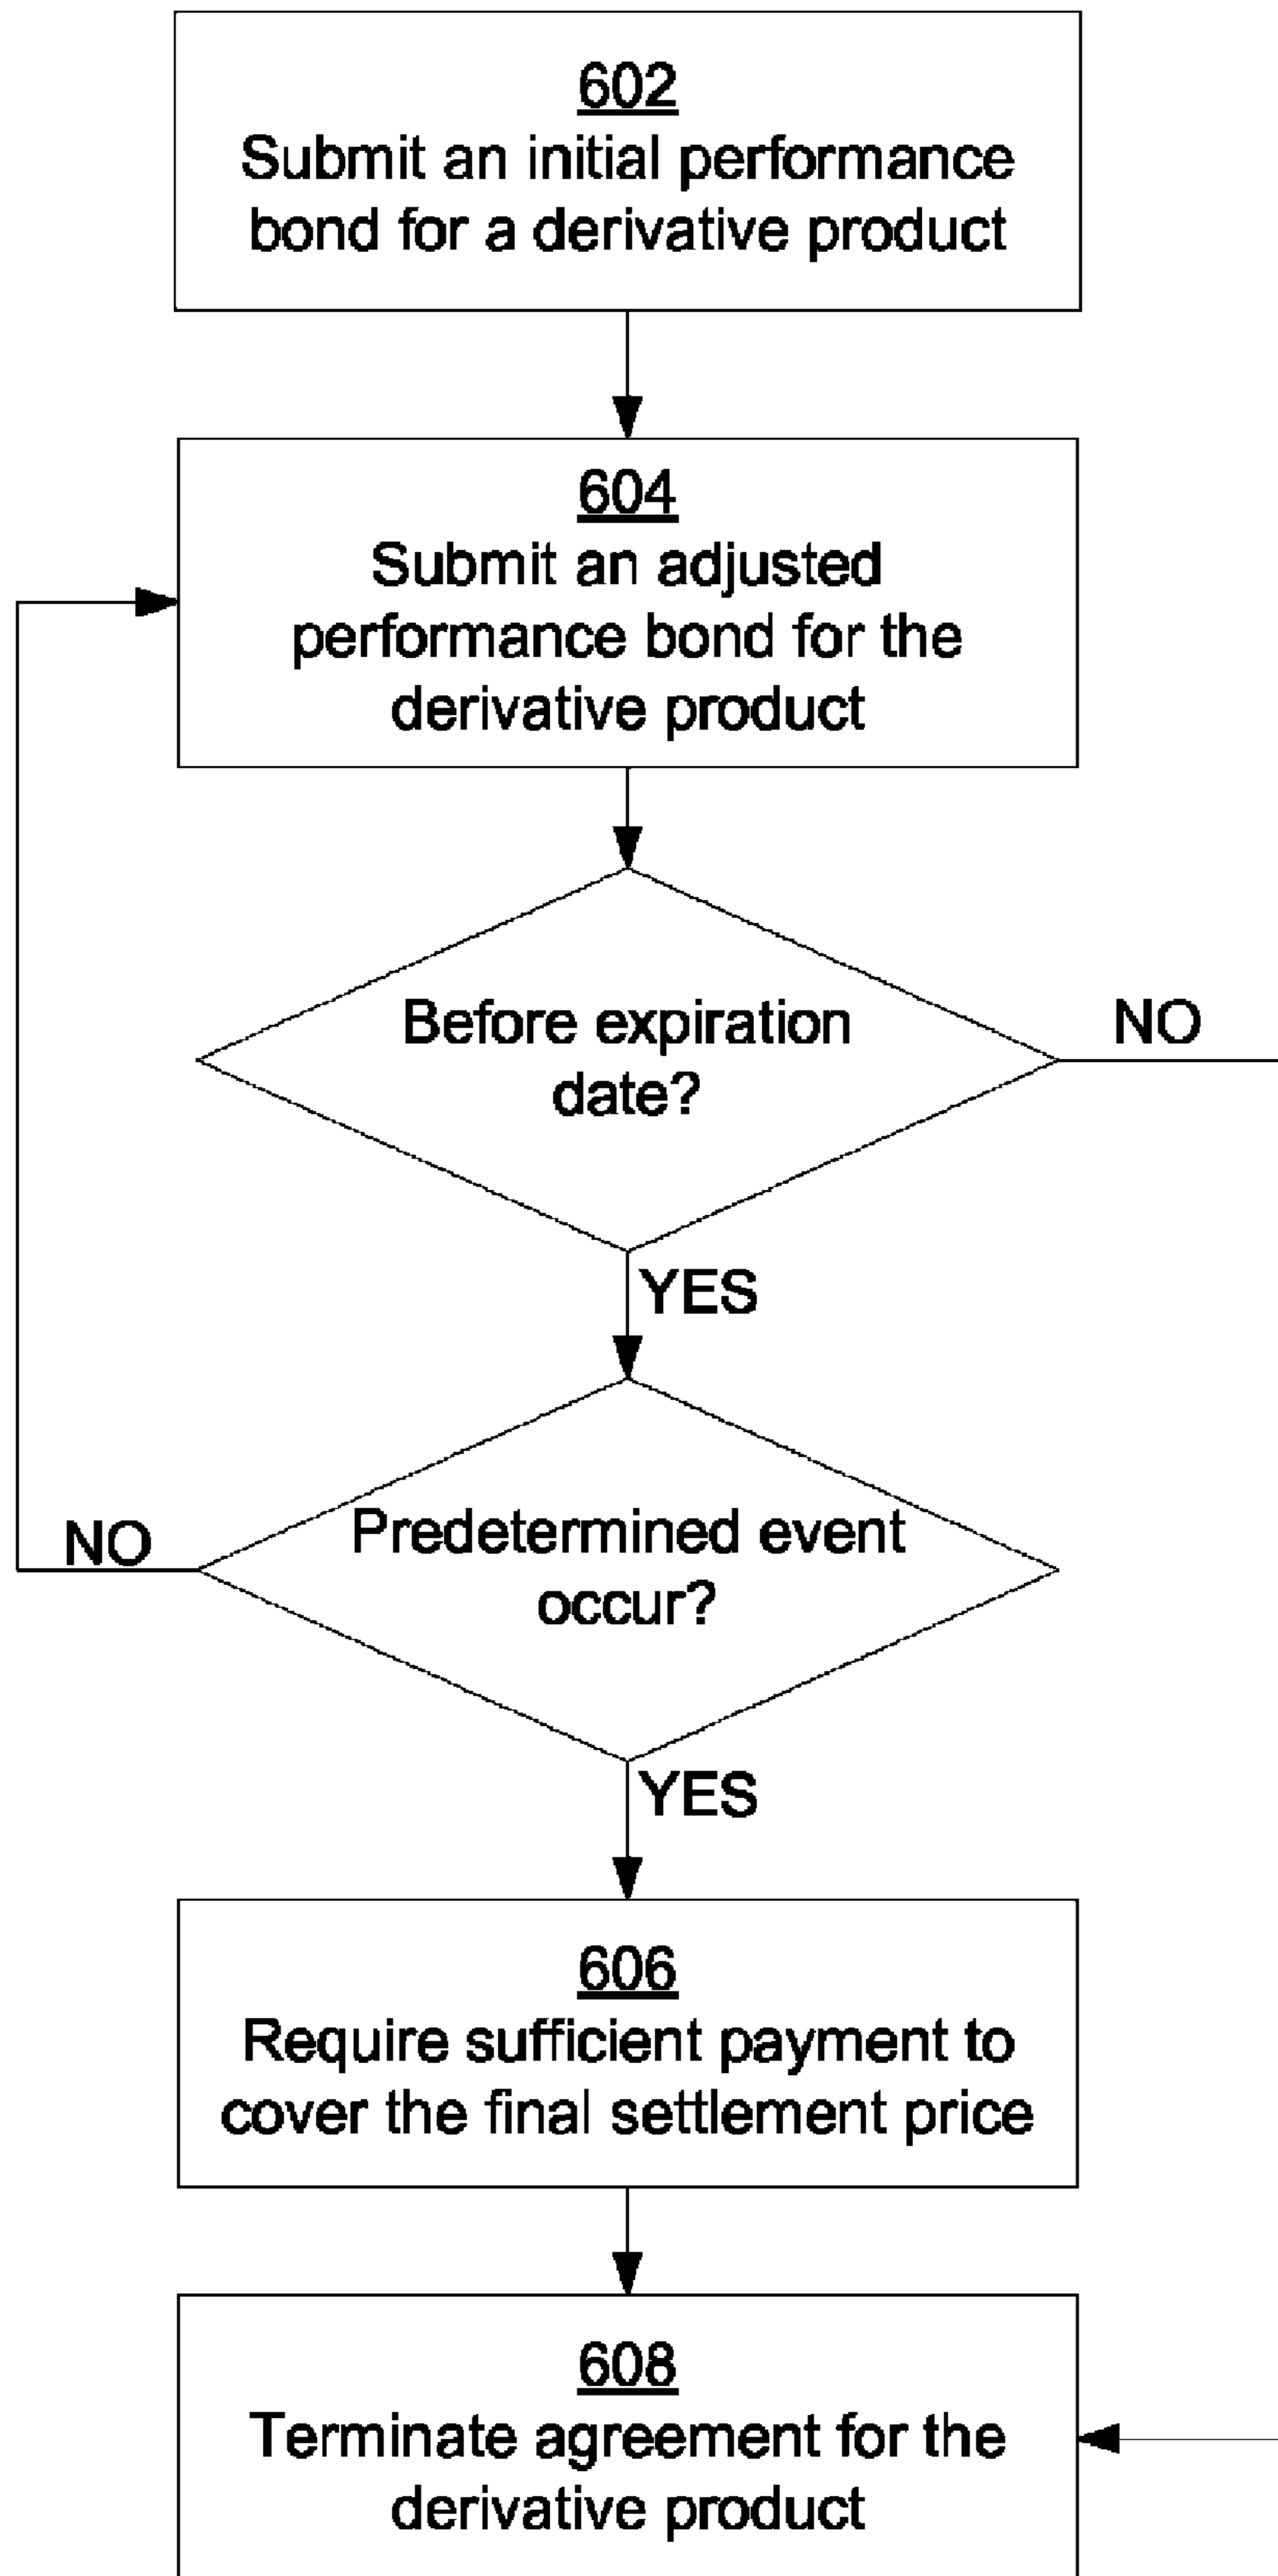 602
Submit an initial performance
bond for a derivative product
604
Submit an adjusted
performance bond for the
derivative product
Before expiration
date?
NO
YES
Predetermined event
occur?
NO
YES
606
Require sufficient payment to
cover the final settlement price
608
Terminate agreement for the
derivative product